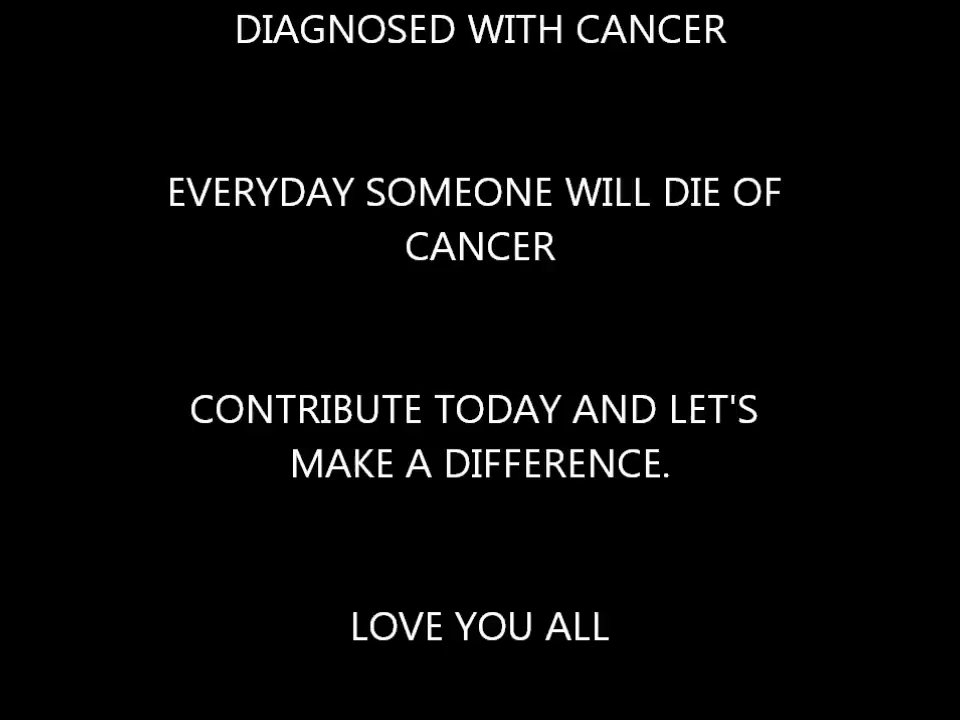 DIAGNOSED WITH CANCER
EVERYDAY SOMEONE WILL DIE OF
CANCER
CONTRIBUTE TODAY AND LET'S
MAKE A DIFFERENCE.
LOVE YOU ALL